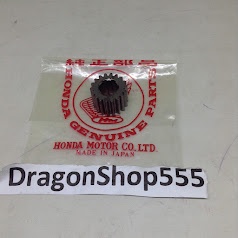 純正部品
HONDA GENUINE PARTS
HONDA MOTOR CO.,LTD.
MADE IN JAPAN
DragonShop555